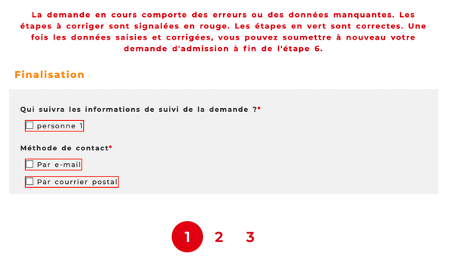 La demande en cours comporte des erreurs ou des données manquantes. Les
étapes à corriger sont signalées en rouge. Les étapes en vert sont correctes. Une
fois les données saisies et corrigées, vous pouvez soumettre à nouveau votre
demande d'admission à fin de l'étape 6.
Finalisation
Qui suivra les informations de suivi de la demande ?*
personne 1
Méthode de contact*
Par e-mail
Par courrier postal
1 2 3